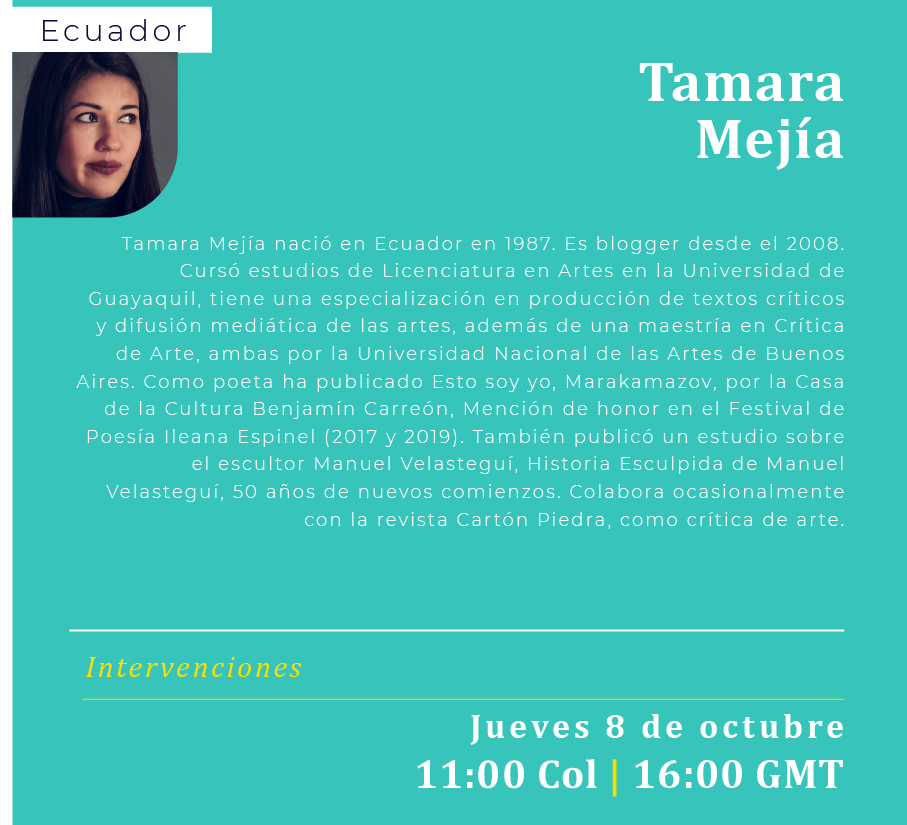 Ecuador
Tamara
Mejía
Tamara Mejía nació en Ecuador en 1987. Es blogger desde el 2008.
Cursó estudios de Licenciatura en Artes en la Universidad de
Guayaquil, tiene una especialización en producción de textos críticos
y difusión mediática de las artes, además de una maestría en Crítica
de Arte, ambas por la Universidad Nacional de las Artes de Buenos
Aires. Como poeta ha publicado Esto soy yo, Marakamazov, por la Casa
de la Cultura Benjamín Carreón, Mención de honor en el Festival de
Poesía Ileana Espinel (2017 y 2019). También publicó un estudio sobre
el escultor Manuel Velasteguí, Historia Esculpida de Manuel
Velasteguí, 50 años de nuevos comienzos. Colabora ocasionalmente
con la revista Cartón Piedra, como crítica de arte.
Intervenciones
Jueves 8 de octubre
11:00 Col | 16:00 GMT